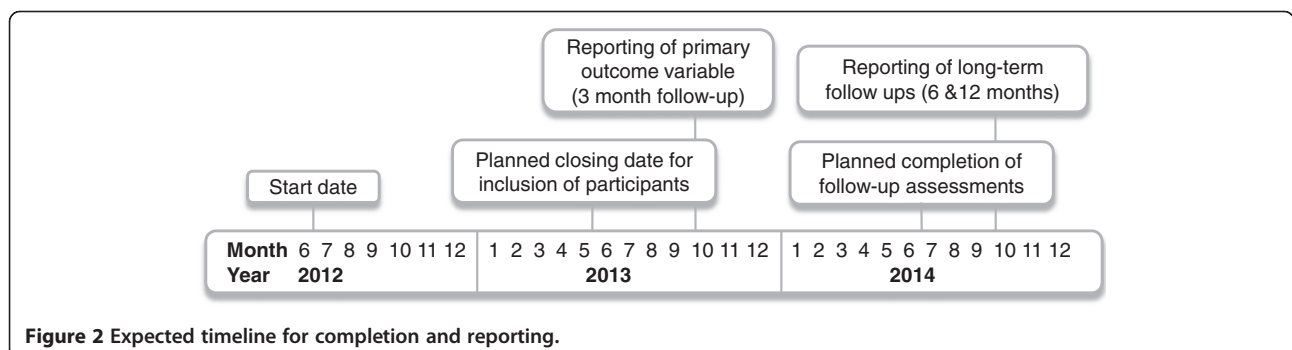 Reporting of primary
outcome variable
(3 month follow-up)
Reporting of long-term
follow ups (6 &12 months)
Planned closing date for
inclusion of participants
Planned completion of
follow-up assessments
Start date
Month 6 7 8 9 10 11 12 1 2 3 4 5 6 7 8 9 10 11 12 1 2 3 4 5 6 7 8 9 10 11 12
Year 2012 2013 2014
Figure 2 Expected timeline for completion and reporting.